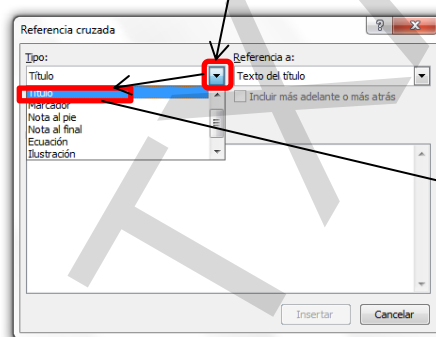 Referencia cruzada
Tipo:
Referencia a:
Título
Texto del título
Título
Incluir más adelante o más atrás
Marcador
Nota al pie
Nota al final
Ecuación
Ilustración
Insertar
Cancelar